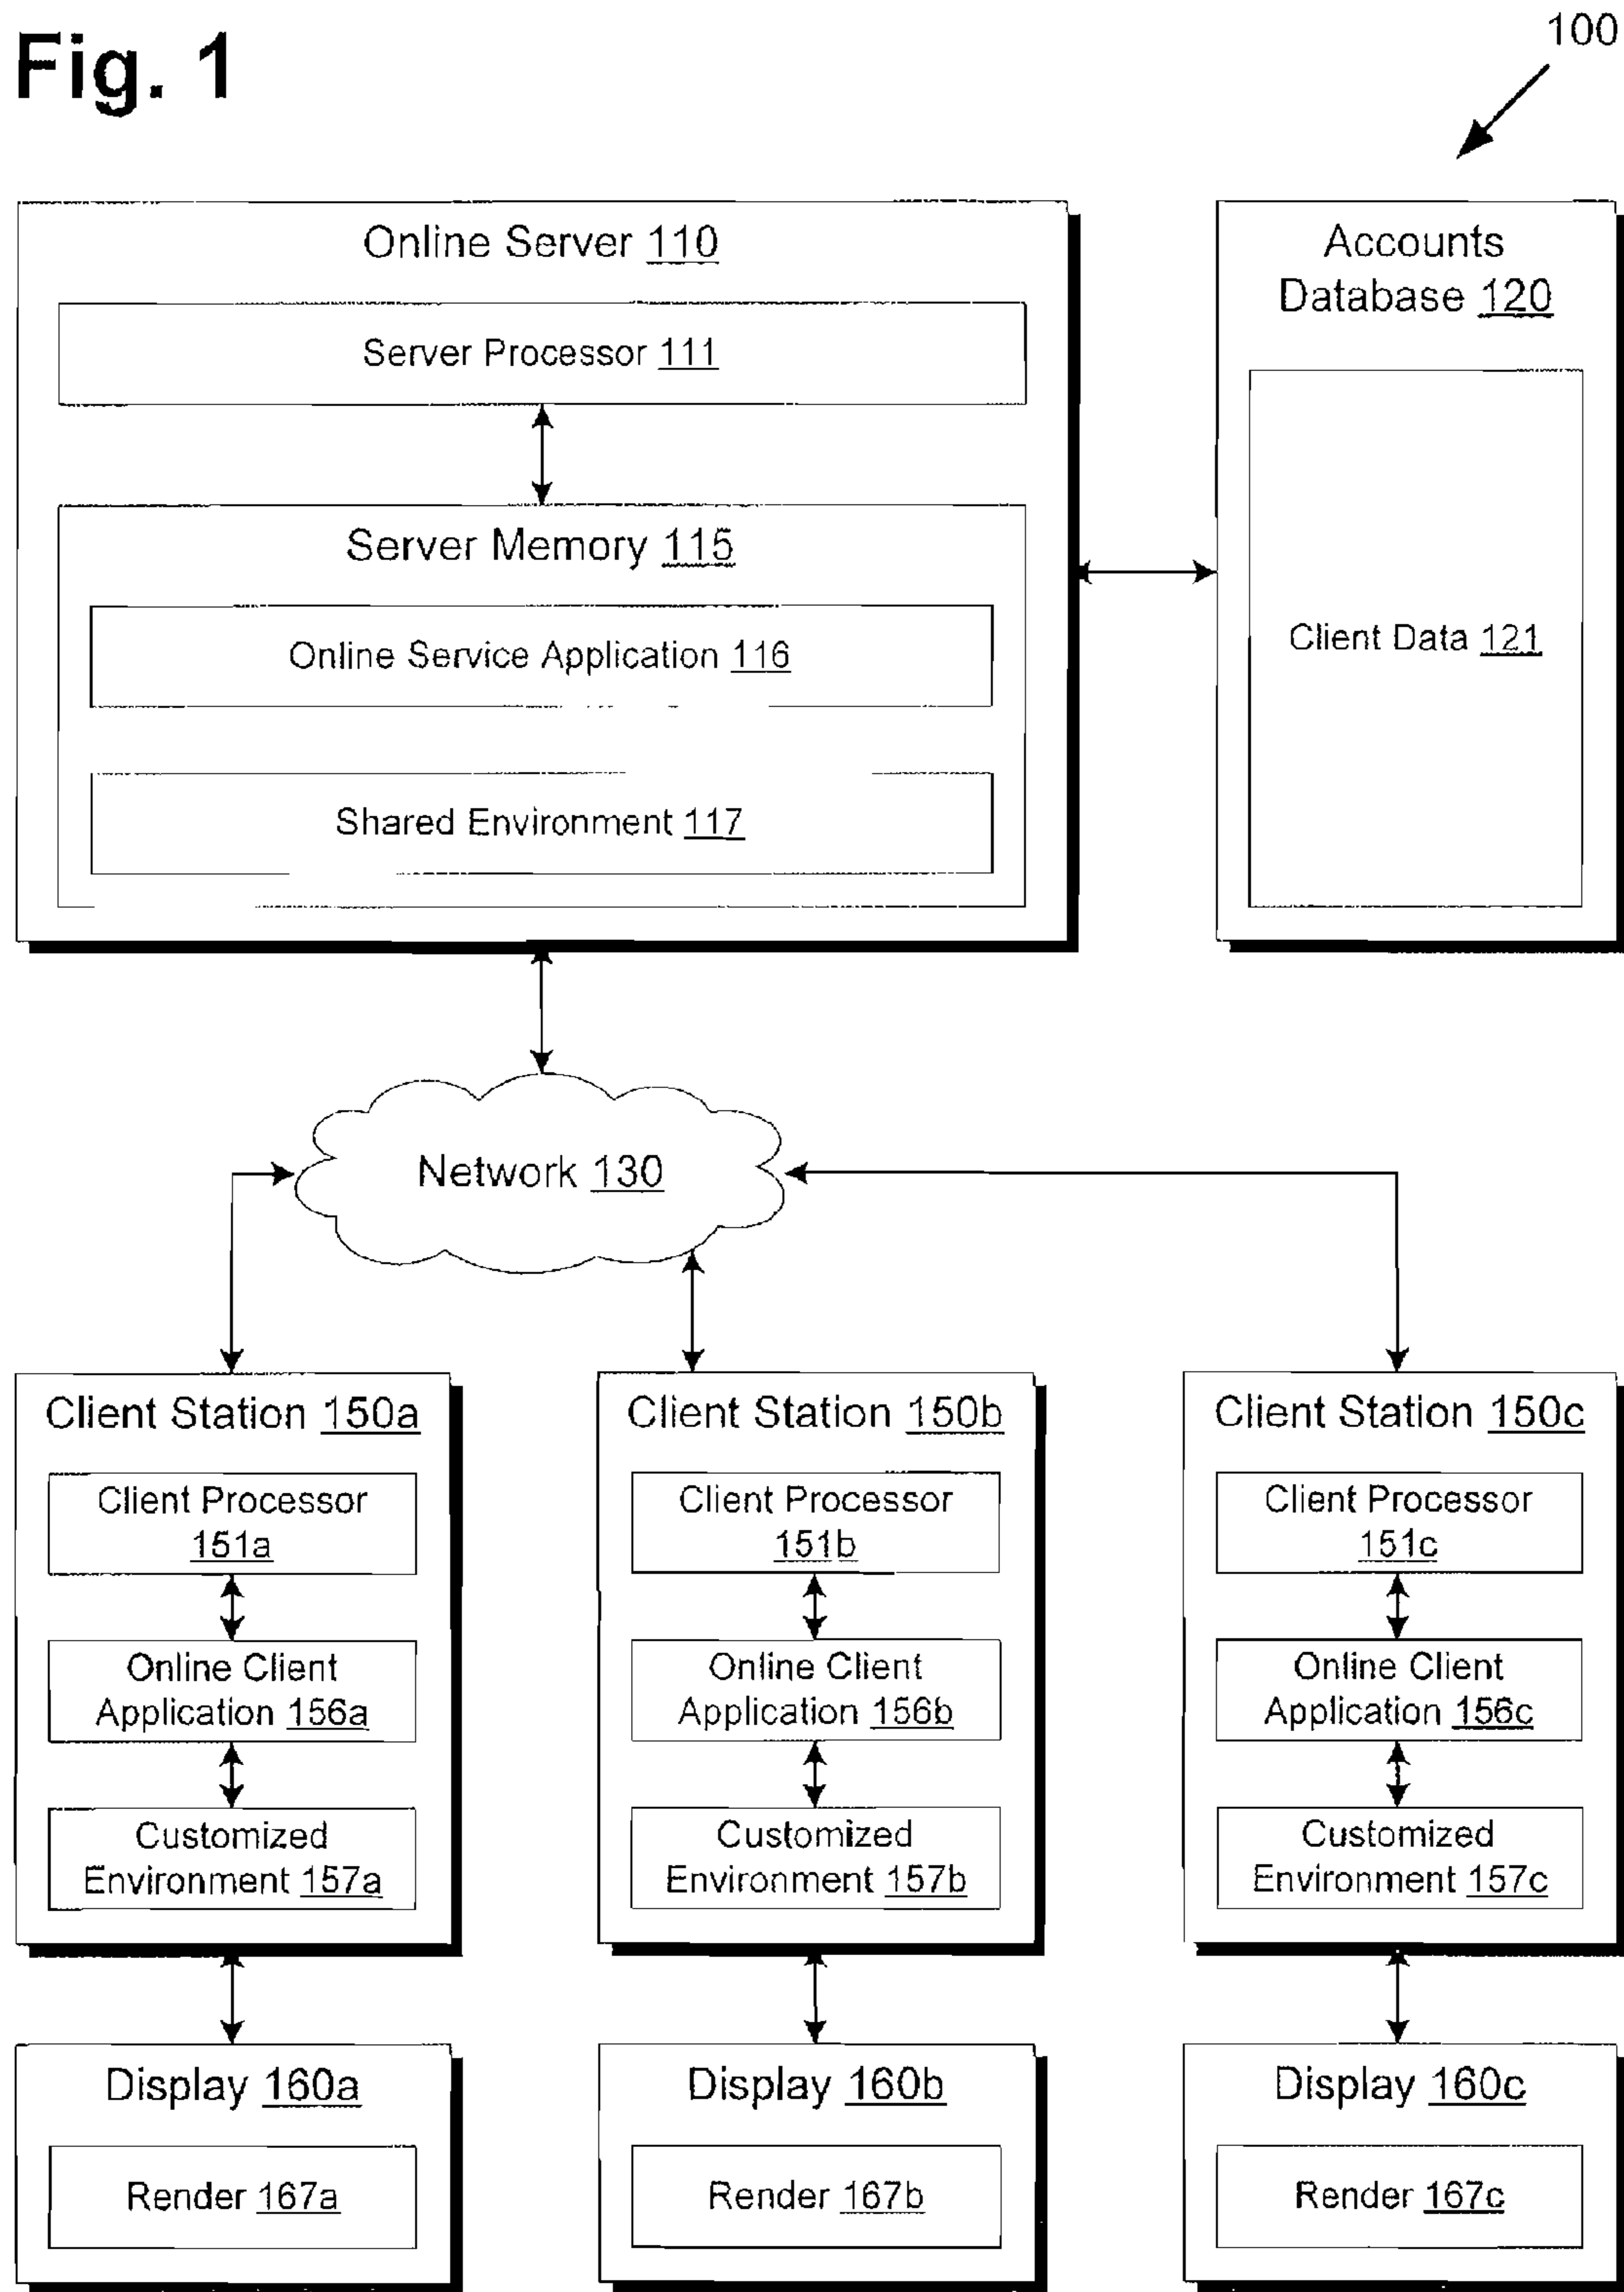 Fig. 1
100
Online Server 110
Server Processor 111
Server Memory 115
Online Service Application 116
Shared Environment 117
Accounts
Database 120
Client Data 121
Network 130
Client Station 150a
Client Processor
151a
Online Client
Application 156a
Customized
Environment 157a
Client Station 150b
Client Processor
151b
Online Client
Application 156b
Customized
Environment 157b
Client Station 150c
Client Processor
151c
Online Client
Application 156c
Customized
Environment 157c
Display 160a
Render 167a
Display 160b
Render 167b
Display 160c
Render 167c